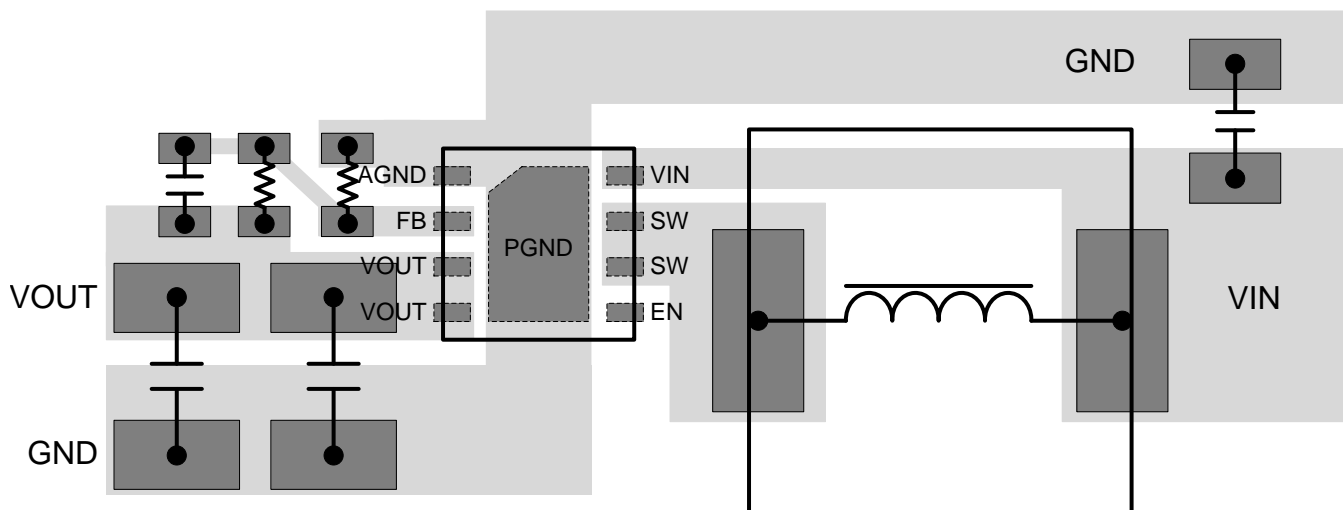 GND
AGND
VIN
FB
SW
PGND
VOUT
SW
VOUT
VIN
VOUT
EN
GND